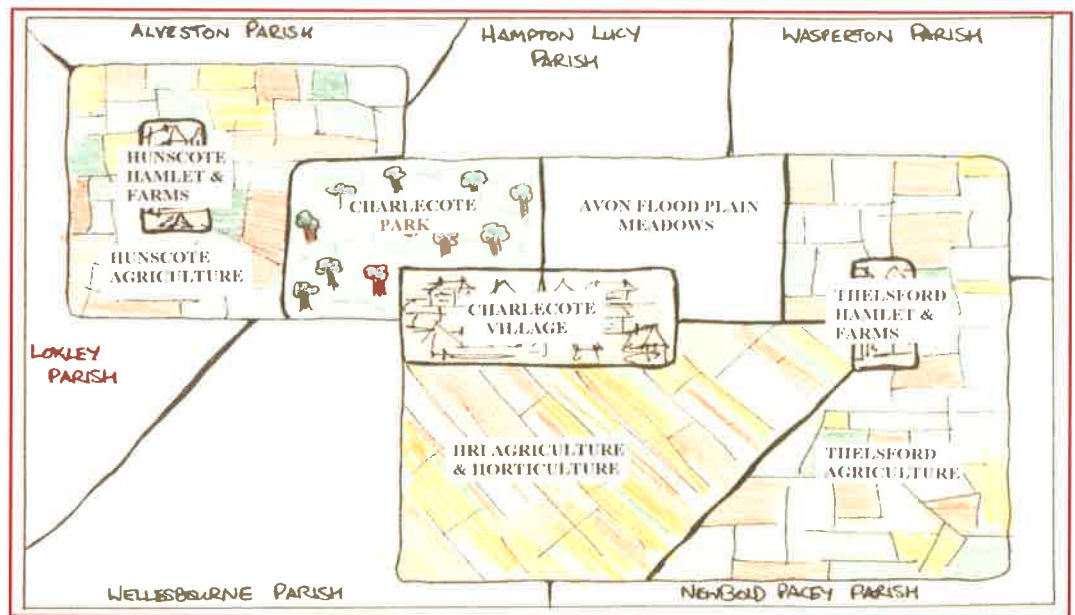 ALVESTON PARISH
HAMPTON LUCY
PARISH
WASPERTON PARISH
HUNSCOTE
HAMLET &
FARMS
CHARLECOTE
PARK
AVON FLOOD PLAIN
MEADOWS
HUNSCOTE
AGRICULTURE
CHARLECOTE
VILLAGE
THELSFORD
HAMLET &
FARMS
LOXLEY
PARISH
HRI AGRICULTURE
& HORTICULTURE
THELSFORD
AGRICULTURE
WELLESBOURNE PARISH
NEWBOLD PACEY PARISH